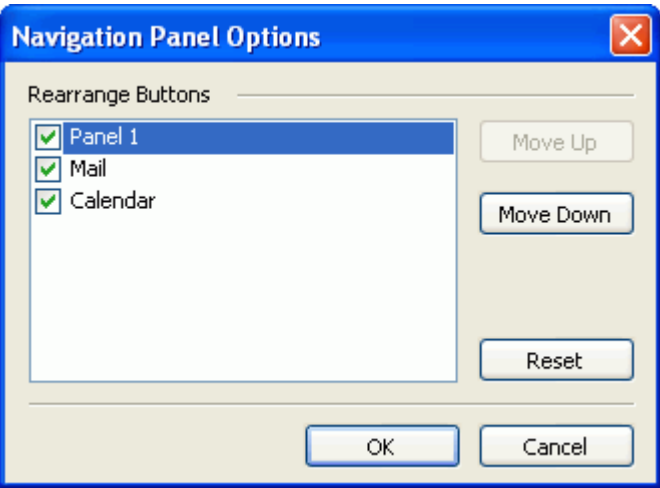 Navigation Panel Options
Rearrange Buttons
Panel 1
Mail
Calendar
Move Up
Move Down
Reset
OK
Cancel